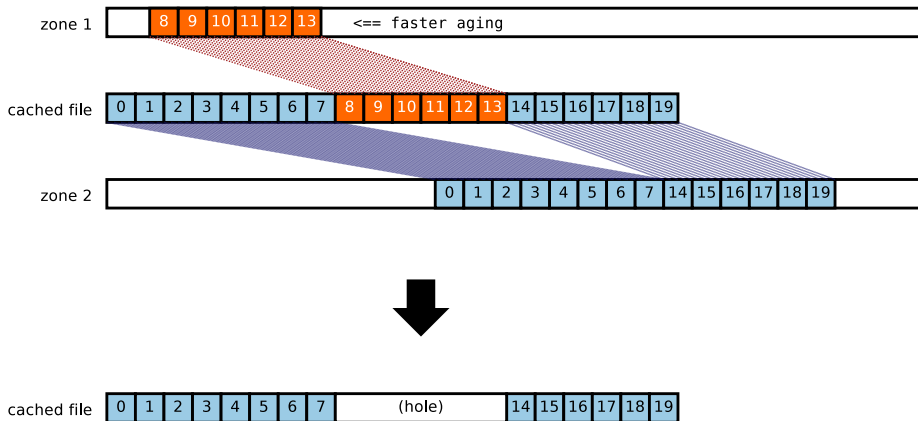 zone 1 8 9 10 11 12 13 <== faster aging
cached file 0 1 2 3 4 5 6 7 8 9 10 11 12 13 14 15 16 17 18 19
zone 2 0 1 2 3 4 5 6 7 14 15 16 17 18 19
cached file 0 1 2 3 4 5 6 7 (hole) 14 15 16 17 18 19